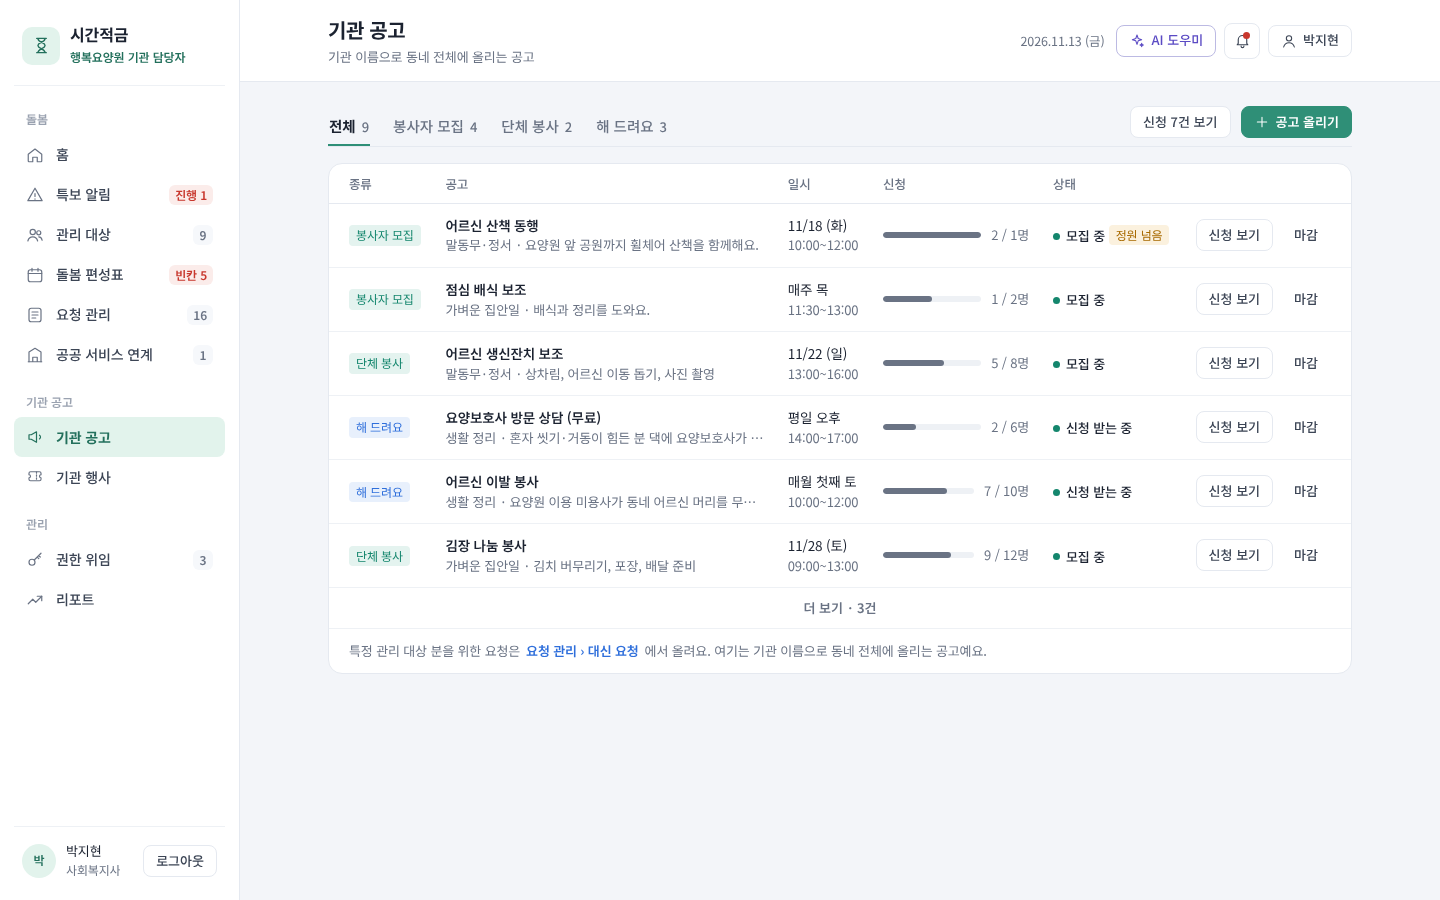 시간적금
행복요양원 기관 담당자
돌봄
홈
특보 알림 진행 1
관리 대상 9
돌봄 편성표 빈칸 5
요청 관리 16
공공 서비스 연계 1
기관 공고
기관 공고
기관 행사
관리
권한 위임 3
리포트
박 박지현
사회복지사
로그아웃
기관 공고
기관 이름으로 동네 전체에 올리는 공고
2026.11.13 (금) AI 도우미 박지현
전체 9 봉사자 모집 4 단체 봉사 2 해 드려요 3
신청 7건 보기 공고 올리기
종류 공고 일시 신청 상태
봉사자 모집 어르신 산책 동행 11/18 (화) 2 / 1명 모집 중 정원 넘음 신청 보기 마감
말동무·정서 · 요양원 앞 공원까지 휠체어 산책을 함께해요. 10:00~12:00
봉사자 모집 점심 배식 보조 매주 목 1 / 2명 모집 중 신청 보기 마감
가벼운 집안일 · 배식과 정리를 도와요. 11:30~13:00
단체 봉사 어르신 생신잔치 보조 11/22 (일) 5 / 8명 모집 중 신청 보기 마감
말동무·정서 · 상차림, 어르신 이동 돕기, 사진 촬영 13:00~16:00
해 드려요 요양보호사 방문 상담 (무료) 평일 오후 2 / 6명 신청 받는 중 신청 보기 마감
생활 정리 · 혼자 씻기·거동이 힘든 분 댁에 요양보호사가 … 14:00~17:00
해 드려요 어르신 이발 봉사 매월 첫째 토 7 / 10명 신청 받는 중 신청 보기 마감
생활 정리 · 요양원 이용 미용사가 동네 어르신 머리를 무… 10:00~12:00
단체 봉사 김장 나눔 봉사 11/28 (토) 9 / 12명 모집 중 신청 보기 마감
가벼운 집안일 · 김치 버무리기, 포장, 배달 준비 09:00~13:00
더 보기 · 3건
특정 관리 대상 분을 위한 요청은 요청 관리 › 대신 요청 에서 올려요. 여기는 기관 이름으로 동네 전체에 올리는 공고예요.